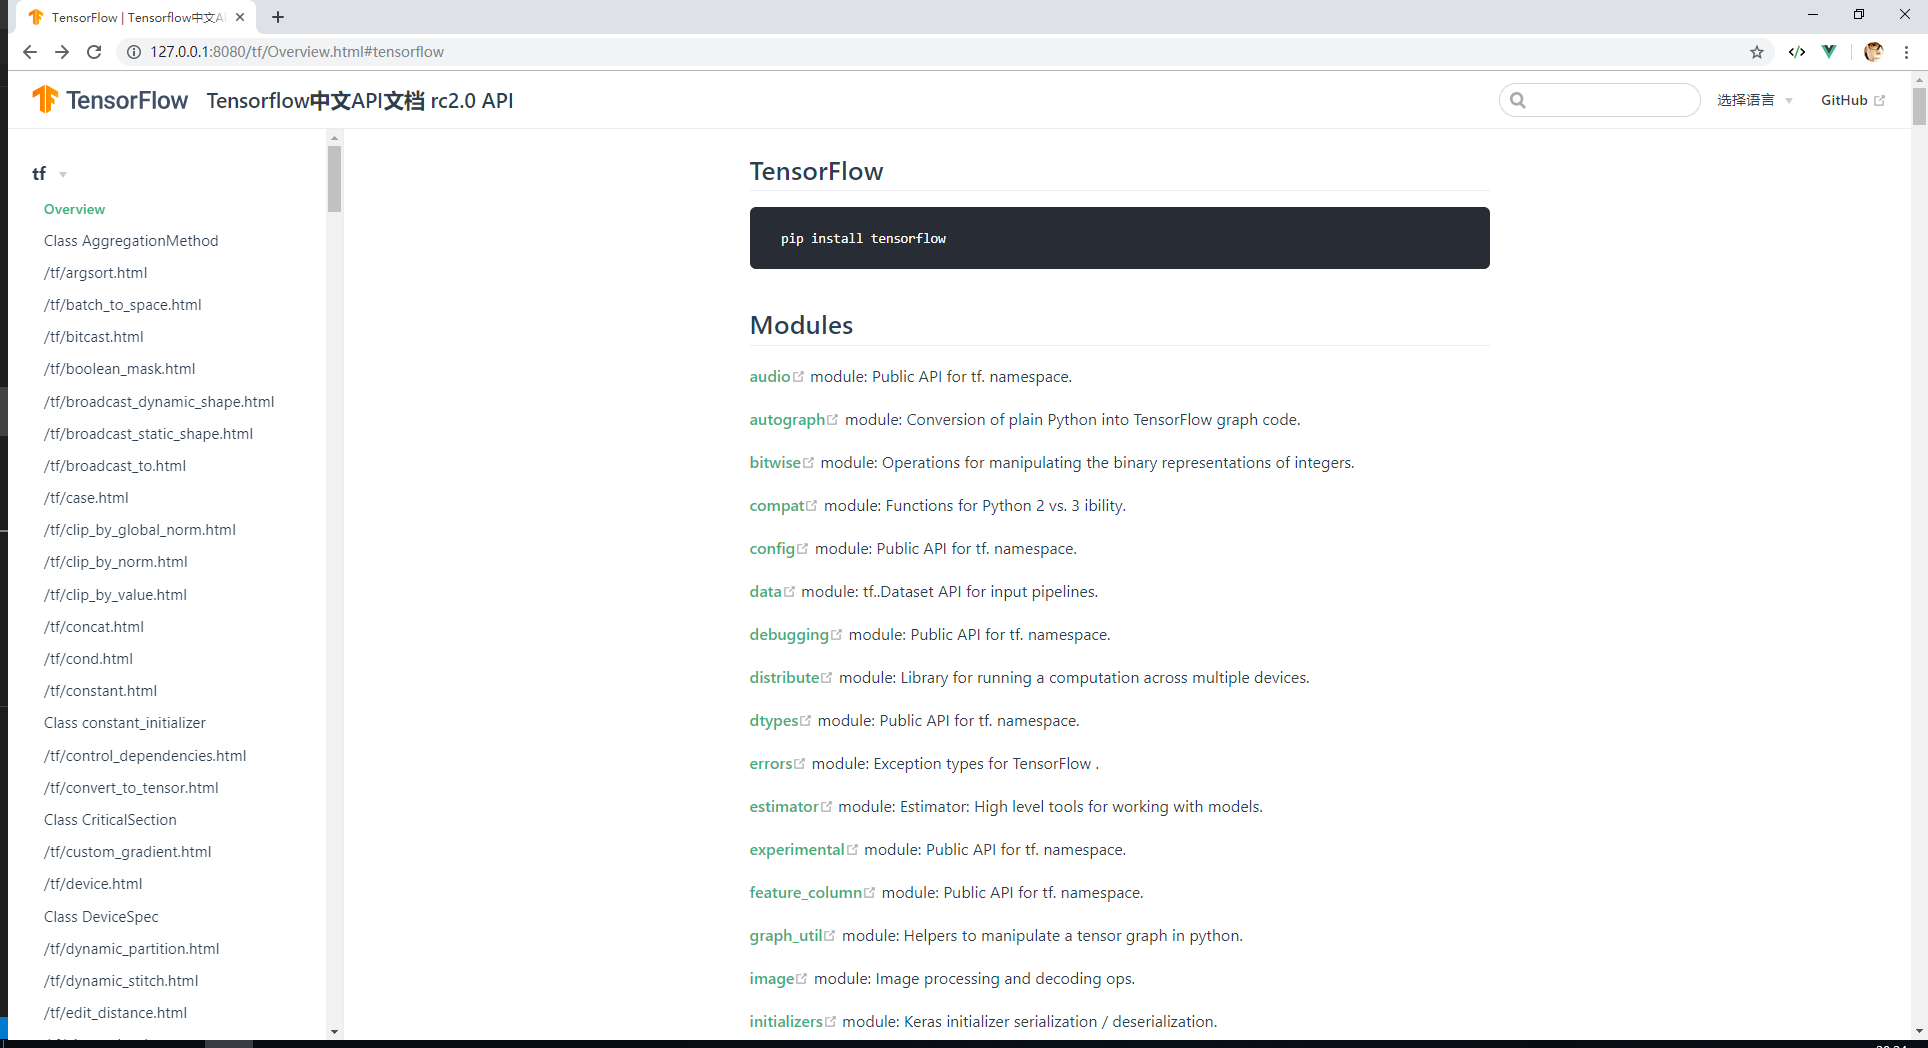 TensorFlow | Tensorflow中文AP
127.0.0.1:8080/tf/Overview.html#tensorflow
TensorFlow Tensorflow中文API文档 rc2.0 API
选择语言
GitHub
tf
Overview
Class AggregationMethod
/tf/argsort.html
/tf/batch_to_space.html
/tf/bitcast.html
/tf/boolean_mask.html
/tf/broadcast_dynamic_shape.html
/tf/broadcast_static_shape.html
/tf/broadcast_to.html
/tf/case.html
/tf/clip_by_global_norm.html
/tf/clip_by_norm.html
/tf/clip_by_value.html
/tf/concat.html
/tf/cond.html
/tf/constant.html
Class constant_initializer
/tf/control_dependencies.html
/tf/convert_to_tensor.html
Class CriticalSection
/tf/custom_gradient.html
/tf/device.html
Class DeviceSpec
/tf/dynamic_partition.html
/tf/dynamic_stitch.html
/tf/edit_distance.html
TensorFlow
pip install tensorflow
Modules
audio module: Public API for tf. namespace.
autograph module: Conversion of plain Python into TensorFlow graph code.
bitwise module: Operations for manipulating the binary representations of integers.
compat module: Functions for Python 2 vs. 3 ibility.
config module: Public API for tf. namespace.
data module: tf..Dataset API for input pipelines.
debugging module: Public API for tf. namespace.
distribute module: Library for running a computation across multiple devices.
dtypes module: Public API for tf. namespace.
errors module: Exception types for TensorFlow .
estimator module: Estimator: High level tools for working with models.
experimental module: Public API for tf. namespace.
feature_column module: Public API for tf. namespace.
graph_util module: Helpers to manipulate a tensor graph in python.
image module: Image processing and decoding ops.
initializers module: Keras initializer serialization / deserialization.